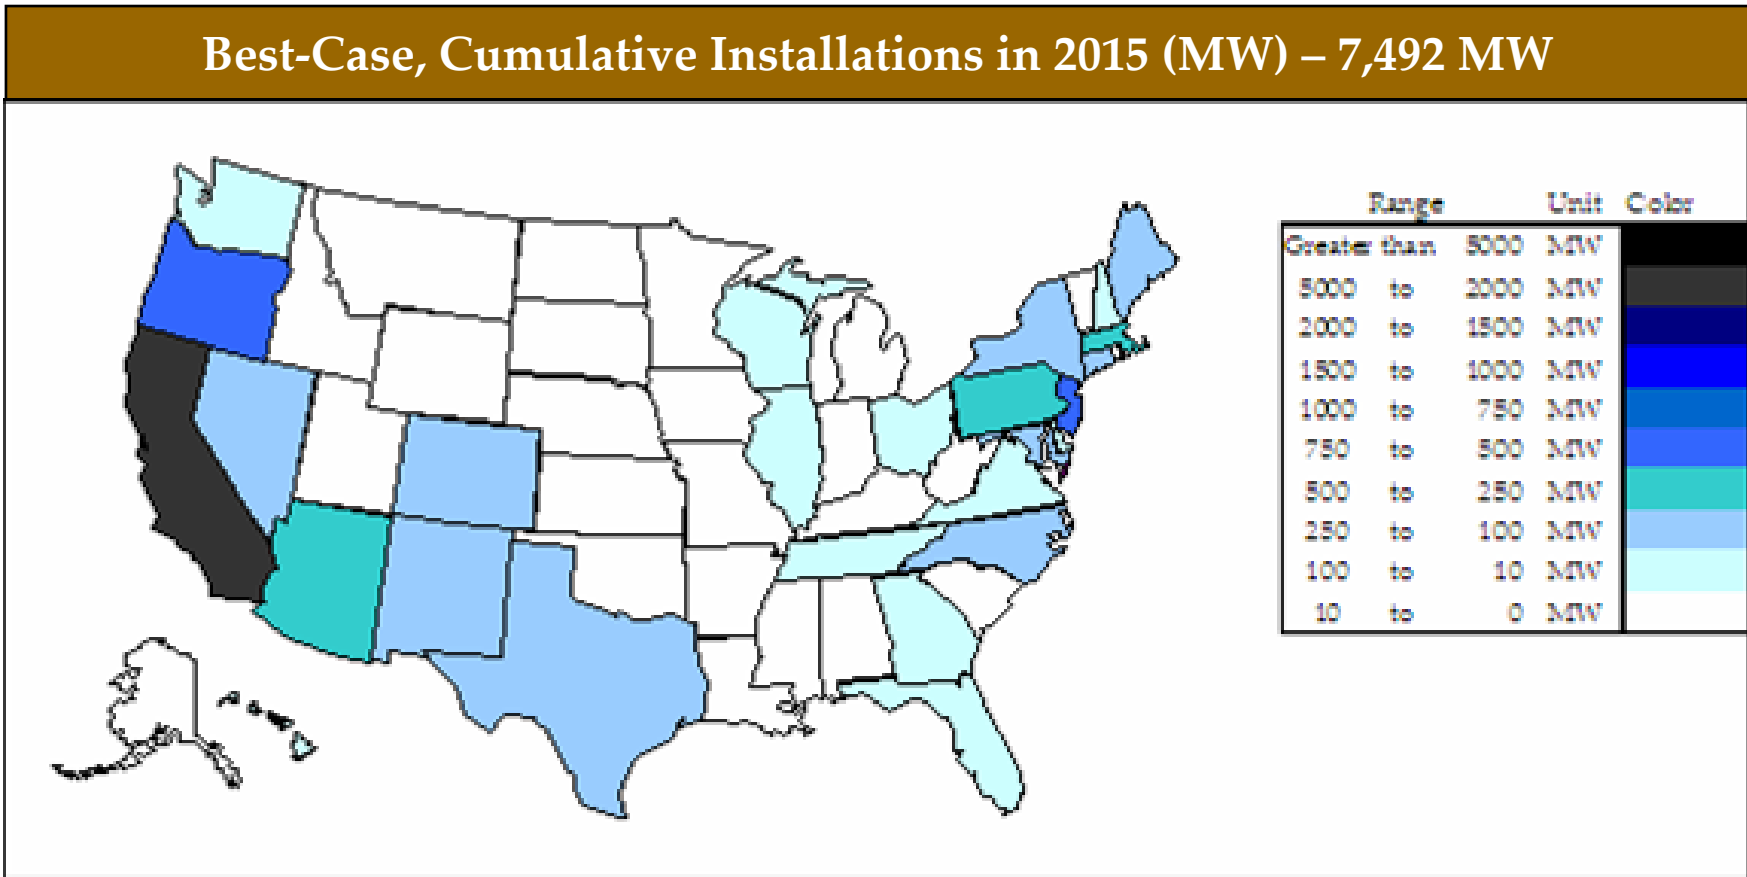 Best-Case, Cumulative Installations in 2015 (MW) – 7,492 MW
Range Unit Color
Greater than 5000 MW
5000 to 2000 MW
2000 to 1500 MW
1500 to 1000 MW
1000 to 750 MW
750 to 500 MW
500 to 250 MW
250 to 100 MW
100 to 10 MW
10 to 0 MW